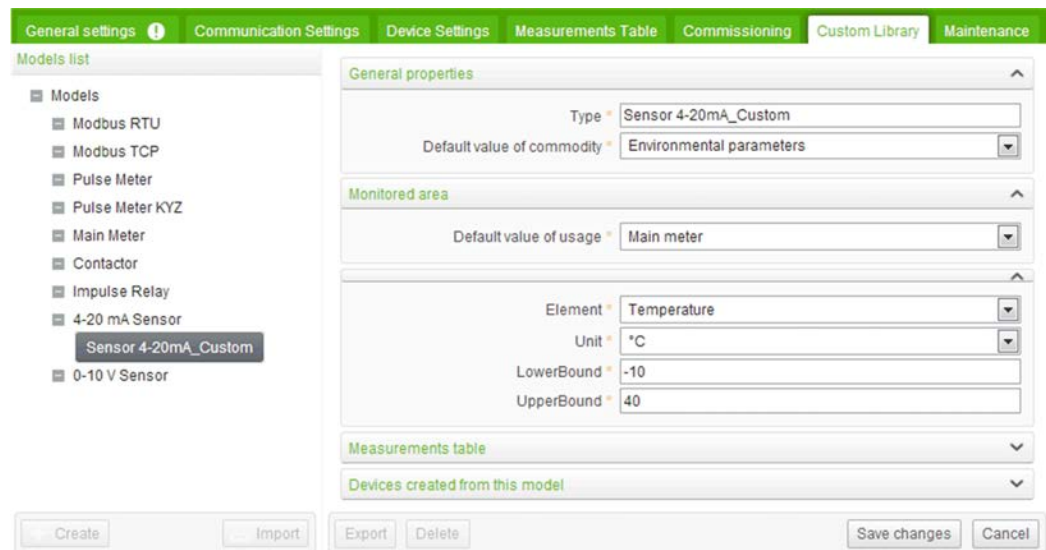 General settings ! Communication Settings Device Settings Measurements Table Commissioning Custom Library Maintenance
Models list
Models
Modbus RTU
Modbus TCP
Pulse Meter
Pulse Meter KYZ
Main Meter
Contactor
Impulse Relay
4-20 mA Sensor
Sensor 4-20mA_Custom
0-10 V Sensor
Create Import
General properties
Type * Sensor 4-20mA_Custom
Default value of commodity * Environmental parameters
Monitored area
Default value of usage * Main meter
Element * Temperature
Unit * °C
LowerBound * -10
UpperBound * 40
Measurements table
Devices created from this model
Export Delete Save changes Cancel